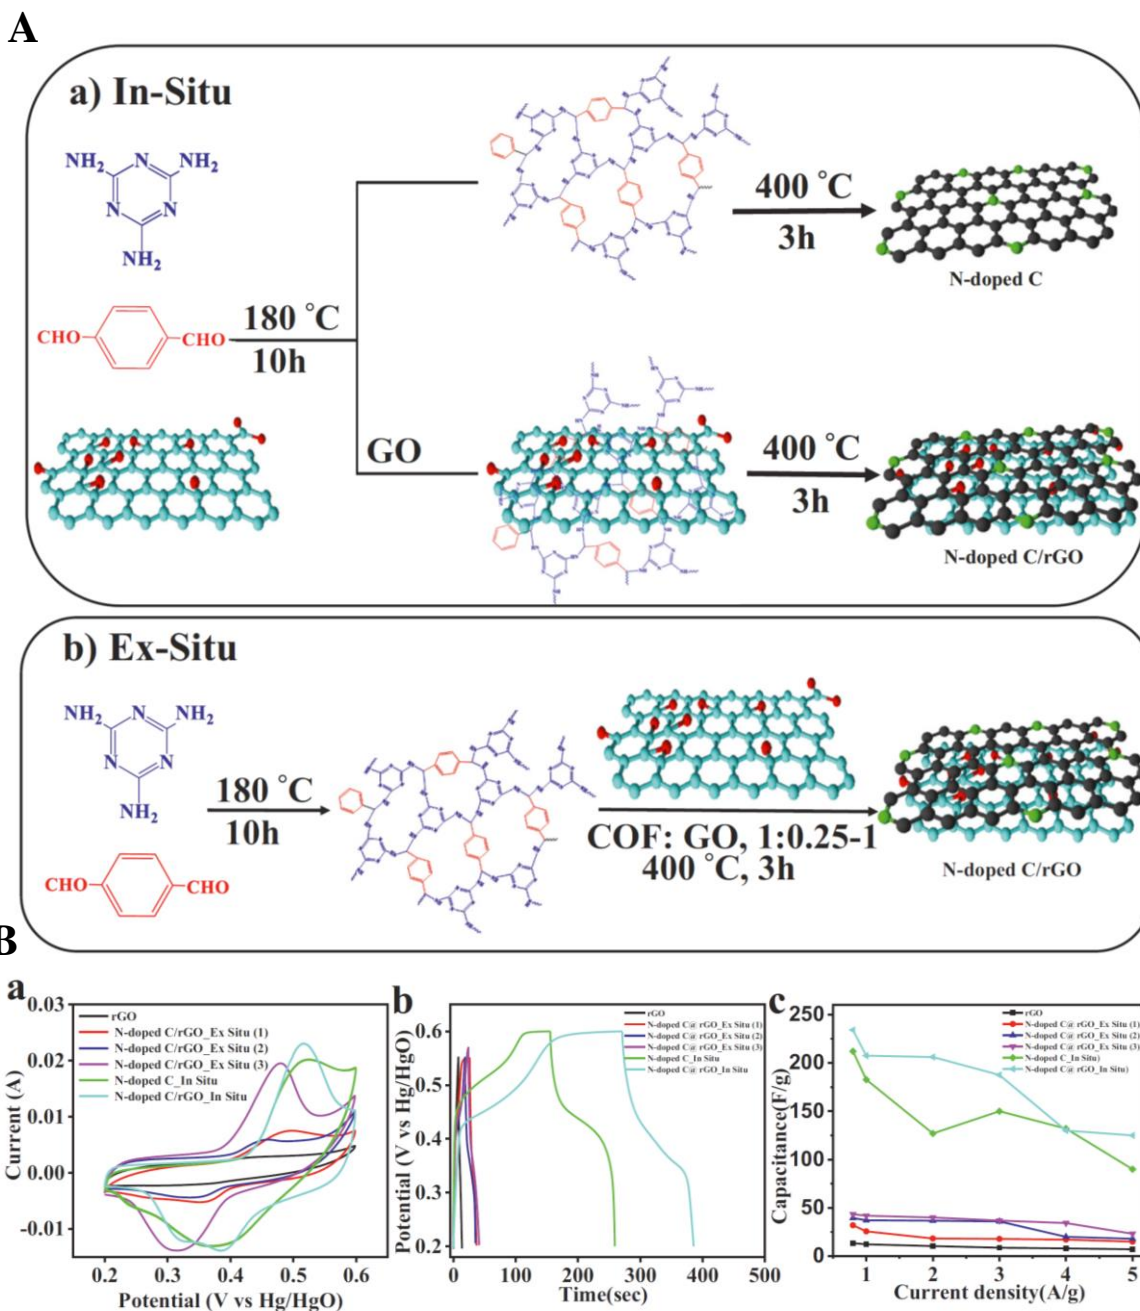 A
a) In-Situ
NH2 N NH2
N N
NH2
CHO CHO
180 °C
10h
GO
400 °C
3h
N-doped C
400 °C
3h
N-doped C/rGO
b) Ex-Situ
NH2 N NH2
N N
NH2
CHO CHO
180 °C
10h
COF: GO, 1:0.25-1
400 °C, 3h
N-doped C/rGO
B
a
0.03
0.02
0.01
0.00
-0.01
Current (A)
rGO
N-doped C/rGO_Ex Situ (1)
N-doped C/rGO_Ex Situ (2)
N-doped C/rGO_Ex Situ (3)
N-doped C_In Situ
N-doped C/rGO_In Situ
0.2 0.3 0.4 0.5 0.6
Potential (V vs Hg/HgO)
b
0.6
0.5
0.4
0.3
0.2
Potential (V vs Hg/HgO)
rGO
N-doped C@ rGO_Ex Situ (1)
N-doped C@ rGO_Ex Situ (2)
N-doped C@ rGO_Ex Situ (3)
N-doped C_In Situ
N-doped C@ rGO_In Situ
0 100 200 300 400 500
Time(sec)
c
250
200
150
100
50
0
Capacitance(F/g)
rGO
N-doped C@ rGO_Ex Situ (1)
N-doped C@ rGO_Ex Situ (2)
N-doped C@ rGO_Ex Situ (3)
N-doped C_In Situ)
N-doped C@ rGO_In Situ)
1 2 3 4 5
Current density(A/g)